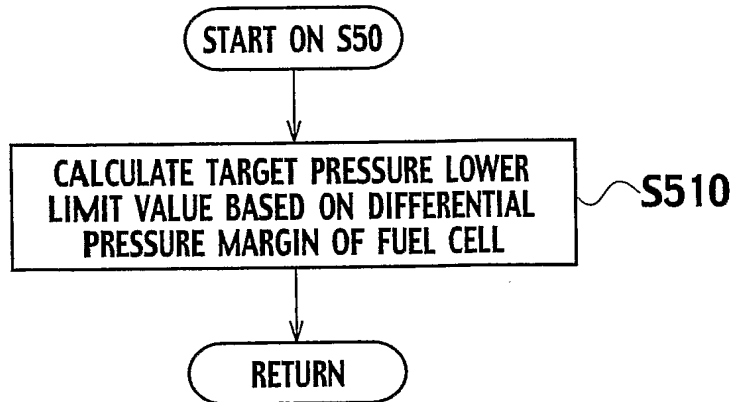 START ON S50
CALCULATE TARGET PRESSURE LOWER
LIMIT VALUE BASED ON DIFFERENTIAL
PRESSURE MARGIN OF FUEL CELL
S510
RETURN